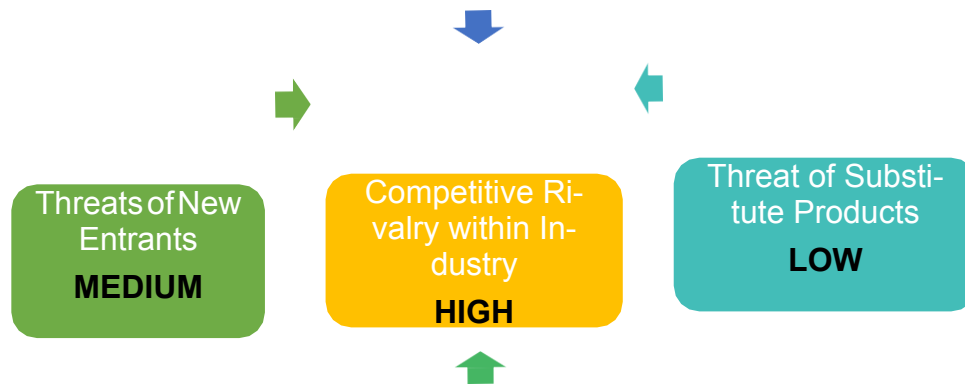 Threats of New
Entrants
MEDIUM
Competitive Ri-
valry within In-
dustry
HIGH
Threat of Substi-
tute Products
LOW